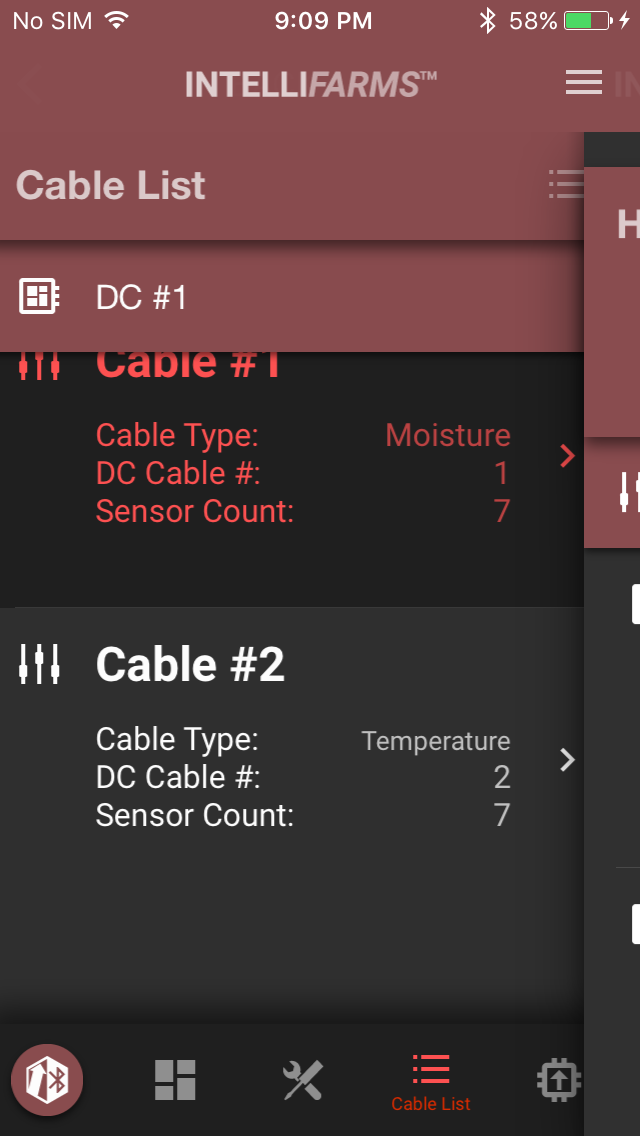 No SIM 9:09 PM 58%
INTELLIFARMS™ IN
Cable List H
DC #1
Cable #1
Cable Type: Moisture
DC Cable #: 1
Sensor Count: 7
Cable #2
Cable Type: Temperature
DC Cable #: 2
Sensor Count: 7
Cable List